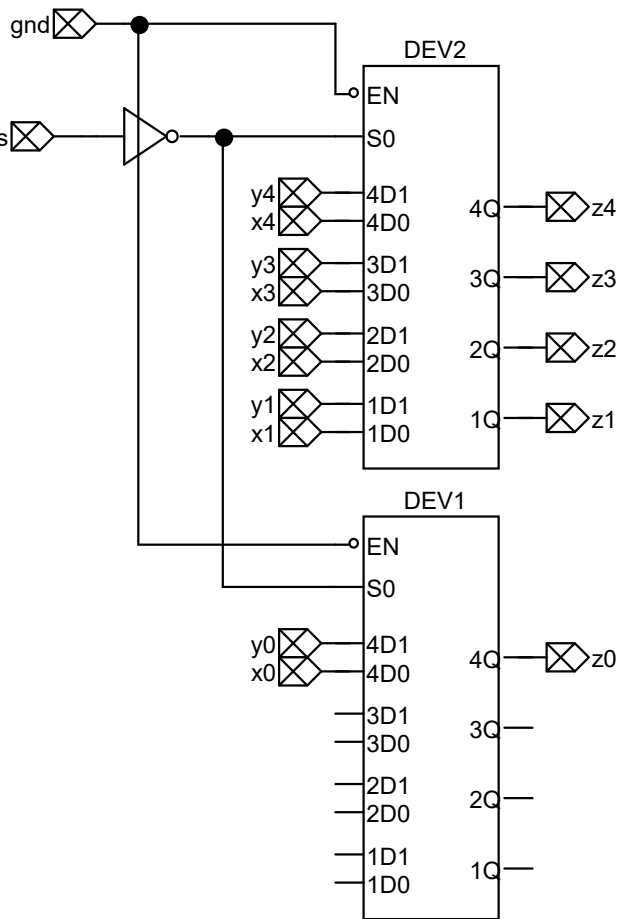 gnd
DEV2
EN
s
S0
y4 4D1
x4 4D0
4Q z4
y3 3D1
x3 3D0
3Q z3
y2 2D1
x2 2D0
2Q z2
y1 1D1
x1 1D0
1Q z1
DEV1
EN
S0
y0 4D1
x0 4D0
4Q z0
3D1
3D0
3Q
2D1
2D0
2Q
1D1
1D0
1Q